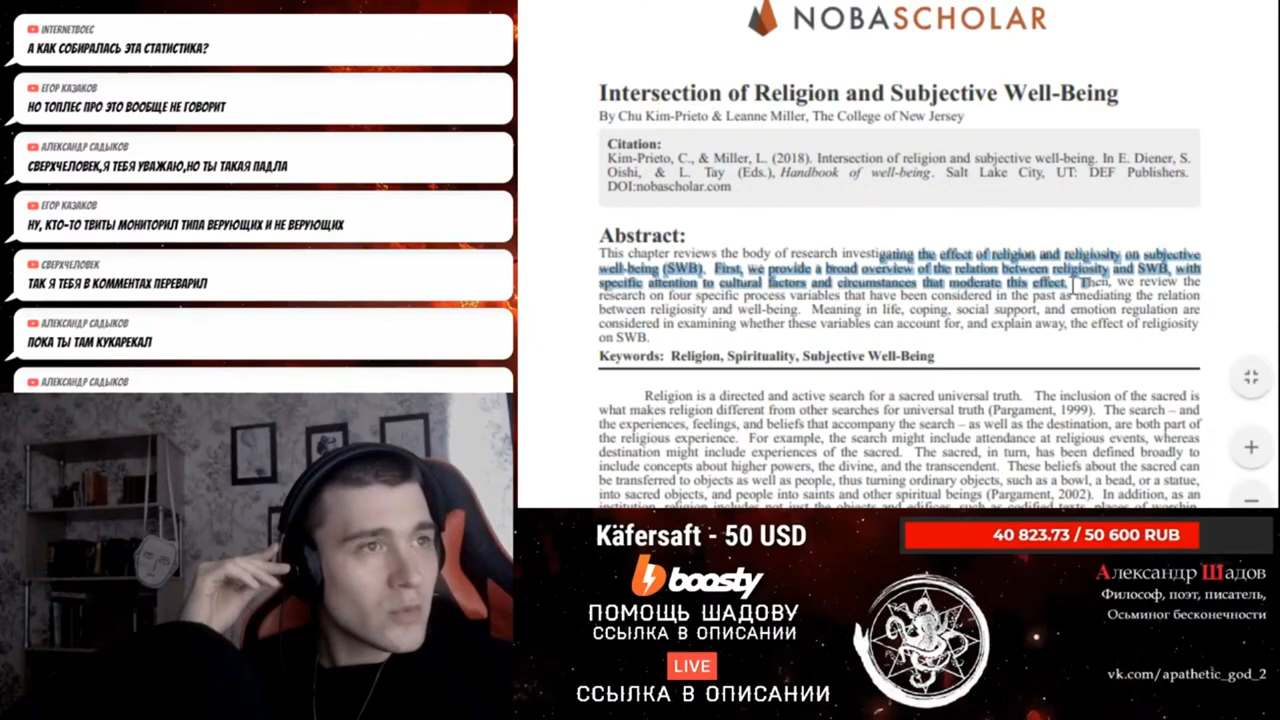 INTERNETBOEC
А КАК СОБИРАЛАСЬ ЭТА СТАТИСТИКА?
ЕГОР КАЗАКОВ
НО ТОПЛЕС ПРО ЭТО ВООБЩЕ НЕ ГОВОРИТ
АЛЕКСАНДР САДЫКОВ
СВЕРХЧЕЛОВЕК,Я ТЕБЯ УВАЖАЮ,НО ТЫ ТАКАЯ ПАДЛА
ЕГОР КАЗАКОВ
НУ, КТО-ТО ТВИТЫ МОНИТОРИЛ ТИПА ВЕРУЮЩИХ И НЕ ВЕРУЮЩИХ
СВЕРХЧЕЛОВЕК
ТАК Я ТЕБЯ В КОММЕНТАХ ПЕРЕВАРИЛ
АЛЕКСАНДР САДЫКОВ
ПОКА ТЫ ТАМ КУКАРЕКАЛ
АЛЕКСАНДР САДЫКОВ
NOBASCHOLAR
Intersection of Religion and Subjective Well-Being
By Chu Kim-Prieto & Leanne Miller, The College of New Jersey
Citation:
Kim-Prieto, C., & Miller, L. (2018). Intersection of religion and subjective well-being. In E. Diener, S.
Oishi, & L. Tay (Eds.), Handbook of well-being. Salt Lake City, UT: DEF Publishers.
DOI:nobascholar.com
Abstract:
This chapter reviews the body of research investigating the effect of religion and religiosity on subjective
well-being (SWB). First, we provide a broad overview of the relation between religiosity and SWB, with
specific attention to cultural factors and circumstances that moderate this effect. Then, we review the
research on four specific process variables that have been considered in the past as mediating the relation
between religiosity and well-being. Meaning in life, coping, social support, and emotion regulation are
considered in examining whether these variables can account for, and explain away, the effect of religiosity
on SWB.
Keywords: Religion, Spirituality, Subjective Well-Being
Religion is a directed and active search for a sacred universal truth. The inclusion of the sacred is
what makes religion different from other searches for universal truth (Pargament, 1999). The search – and
the experiences, feelings, and beliefs that accompany the search – as well as the destination, are both part of
the religious experience. For example, the search might include attendance at religious events, whereas
destination might include experiences of the sacred. The sacred, in turn, has been defined broadly to
include concepts about higher powers, the divine, and the transcendent. These beliefs about the sacred can
be transferred to objects as well as people, thus turning ordinary objects, such as a bowl, a bead, or a statue,
into sacred objects, and people into saints and other spiritual beings (Pargament, 2002). In addition, as an
institution, religion includes not just the objects and edifices, such as codified texts, places of worship,
Käfersaft - 50 USD
boosty
ПОМОЩЬ ШАДОВУ
ССЫЛКА В ОПИСАНИИ
LIVE
ССЫЛКА В ОПИСАНИИ
40 823.73 / 50 600 RUB
Александр Шадов
Философ, поэт, писатель,
Осьминог бесконечности
vk.com/apathetic_god_2